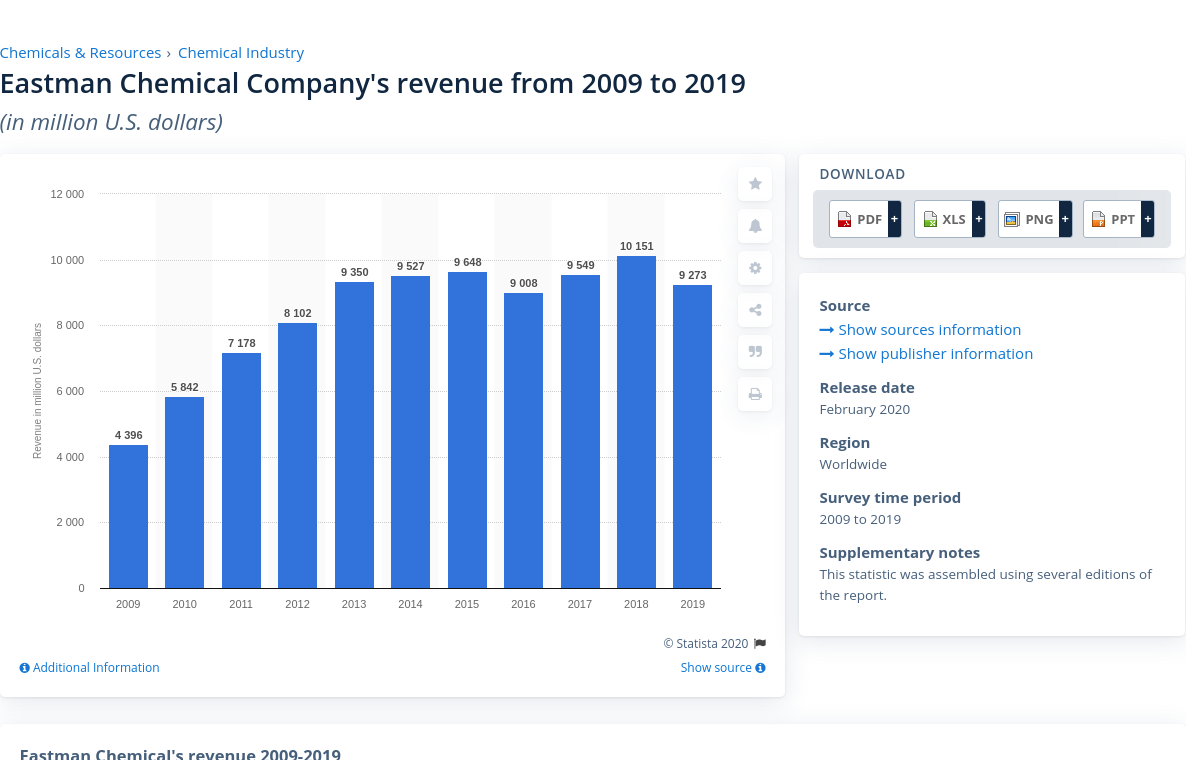 Chemicals & Resources › Chemical Industry
Eastman Chemical Company's revenue from 2009 to 2019
(in million U.S. dollars)
12 000
10 000
8 000
6 000
4 000
2 000
0
Revenue in million U.S. dollars
4 396
5 842
7 178
8 102
9 350
9 527
9 648
9 008
9 549
10 151
9 273
2009 2010 2011 2012 2013 2014 2015 2016 2017 2018 2019
© Statista 2020
Additional Information
Show source
DOWNLOAD
PDF + XLS + PNG + PPT +
Source
Show sources information
Show publisher information
Release date
February 2020
Region
Worldwide
Survey time period
2009 to 2019
Supplementary notes
This statistic was assembled using several editions of
the report.
Eastman Chemical's revenue 2009-2019